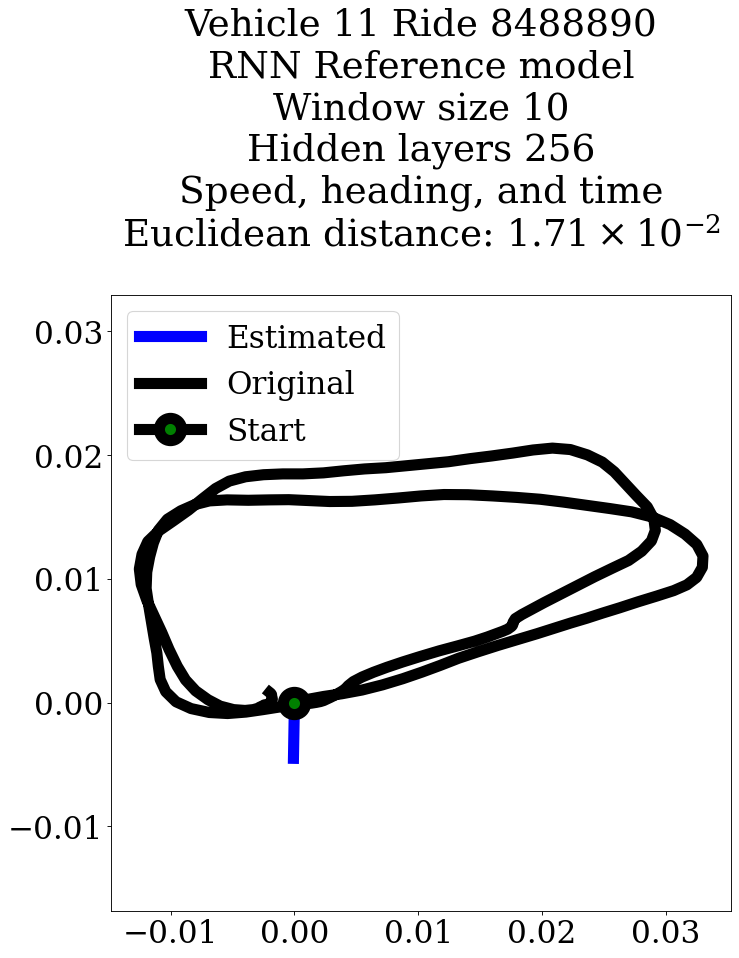 Vehicle 11 Ride 8488890
RNN Reference model
Window size 10
Hidden layers 256
Speed, heading, and time
Euclidean distance: 1.71 × 10⁻²
Estimated
Original
Start
0.03
0.02
0.01
0.00
−0.01
−0.01 0.00 0.01 0.02 0.03